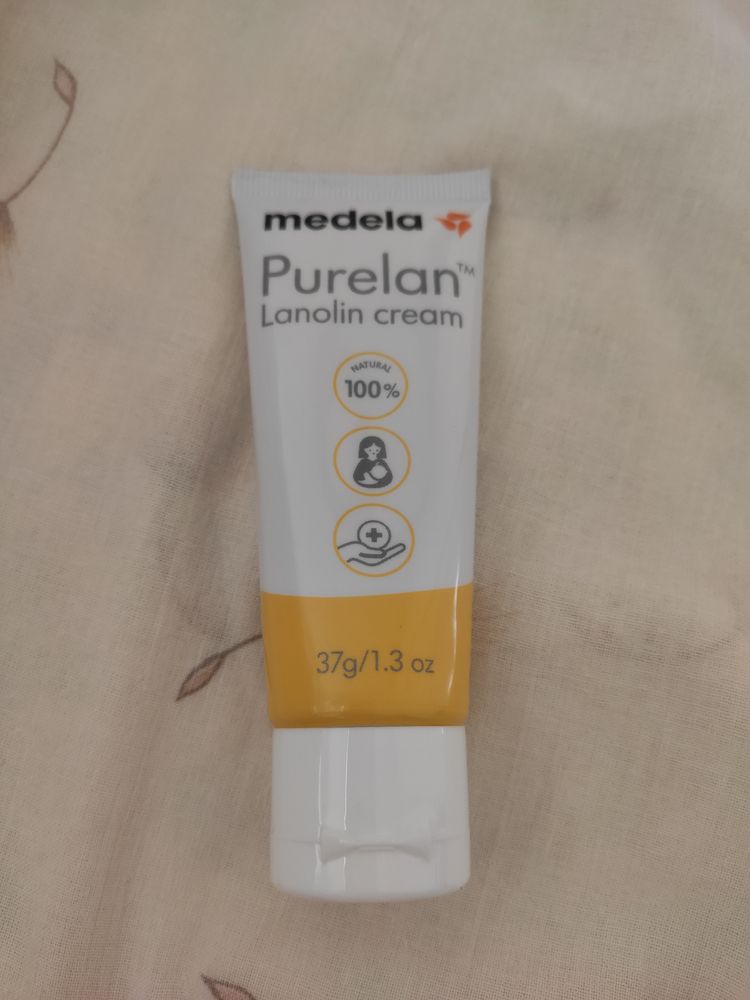 medela
Purelan™
Lanolin cream
NATURAL
100%
37g/1.3 oz